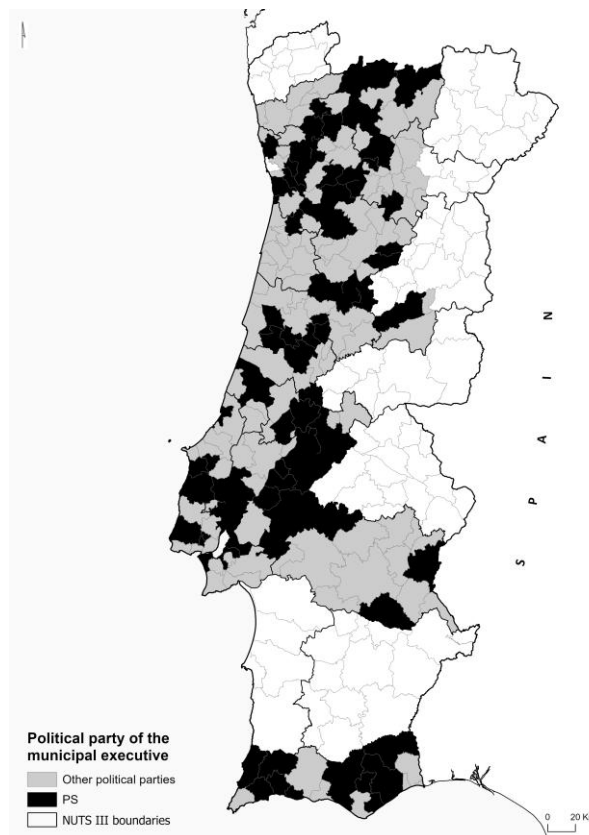 S P A I N
Political party of the
municipal executive
Other political parties
PS
NUTS III boundaries
0 20 K